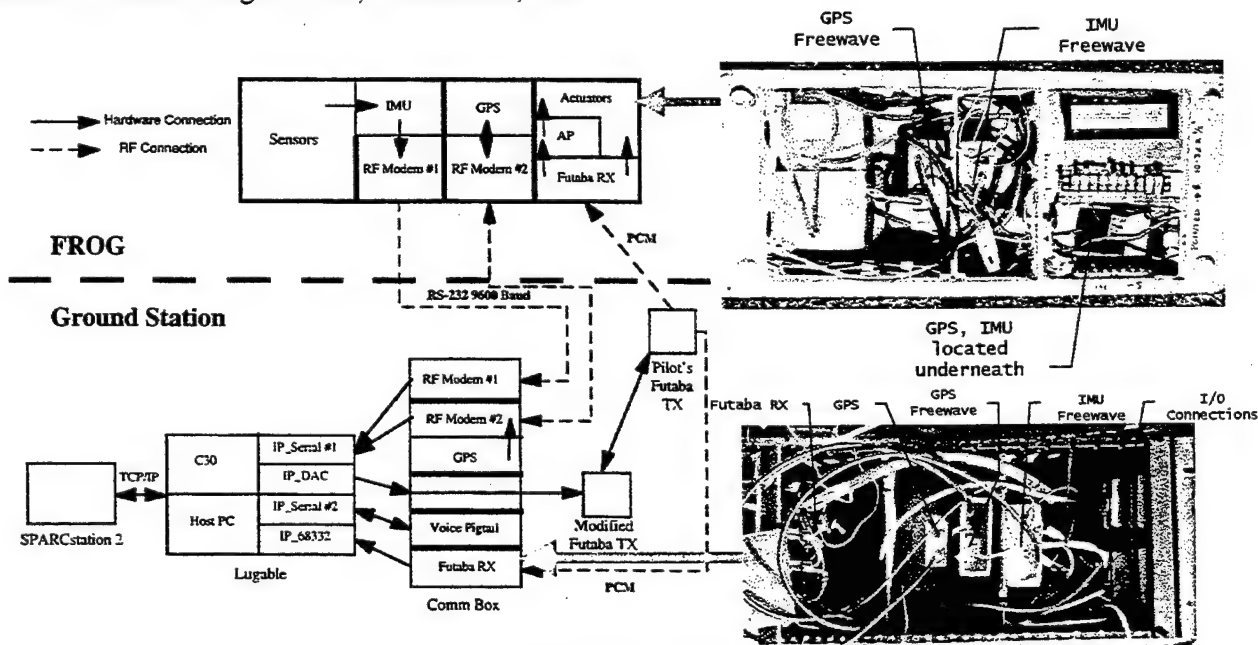 GPS
Freewave
IMU
Freewave
Hardware Connection
RF Connection
Sensors
IMU
GPS
Actuators
AP
RF Modem #1
RF Modem #2
Futaba RX
FROG
PCM
RS-232 9600 Baud
Ground Station
GPS, IMU
located
underneath
Pilot's
Futaba
TX
RF Modem #1
RF Modem #2
GPS
Voice Pigtail
Futaba RX
Comm Box
C30
Host PC
IP_Serial #1
IP_DAC
IP_Serial #2
IP_68332
Lugable
TCP/IP
SPARCstation 2
Modified
Futaba TX
PCM
Futaba RX
GPS
GPS
Freewave
IMU
Freewave
I/O
Connections